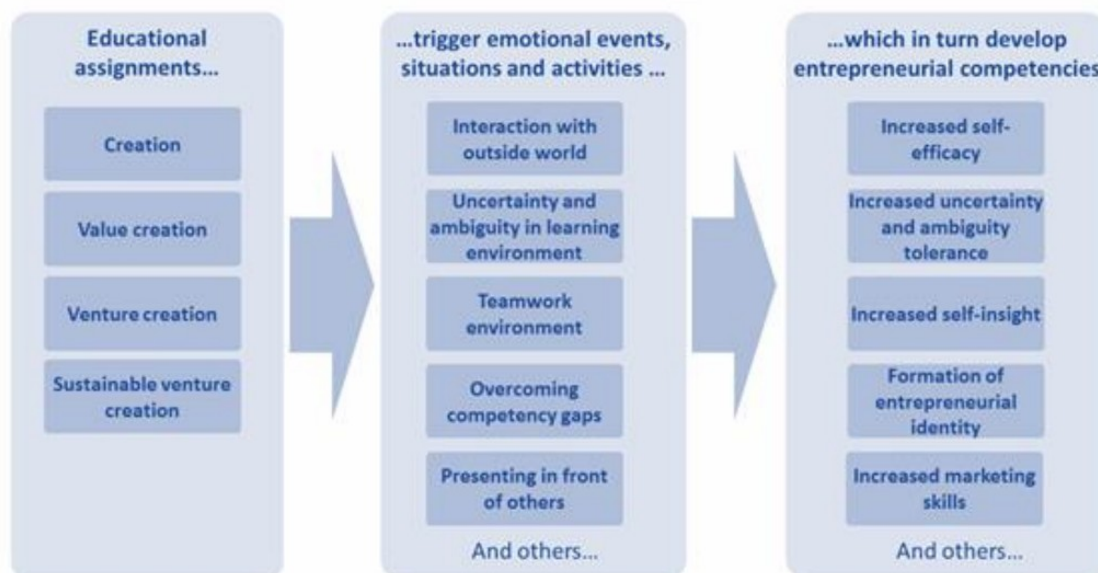 Educational
assignments...
Creation
Value creation
Venture creation
Sustainable venture
creation
...trigger emotional events,
situations and activities ...
Interaction with
outside world
Uncertainty and
ambiguity in learning
environment
Teamwork
environment
Overcoming
competency gaps
Presenting in front
of others
And others...
...which in turn develop
entrepreneurial competencies
Increased self-
efficacy
Increased uncertainty
and ambiguity
tolerance
Increased self-insight
Formation of
entrepreneurial
identity
Increased marketing
skills
And others...